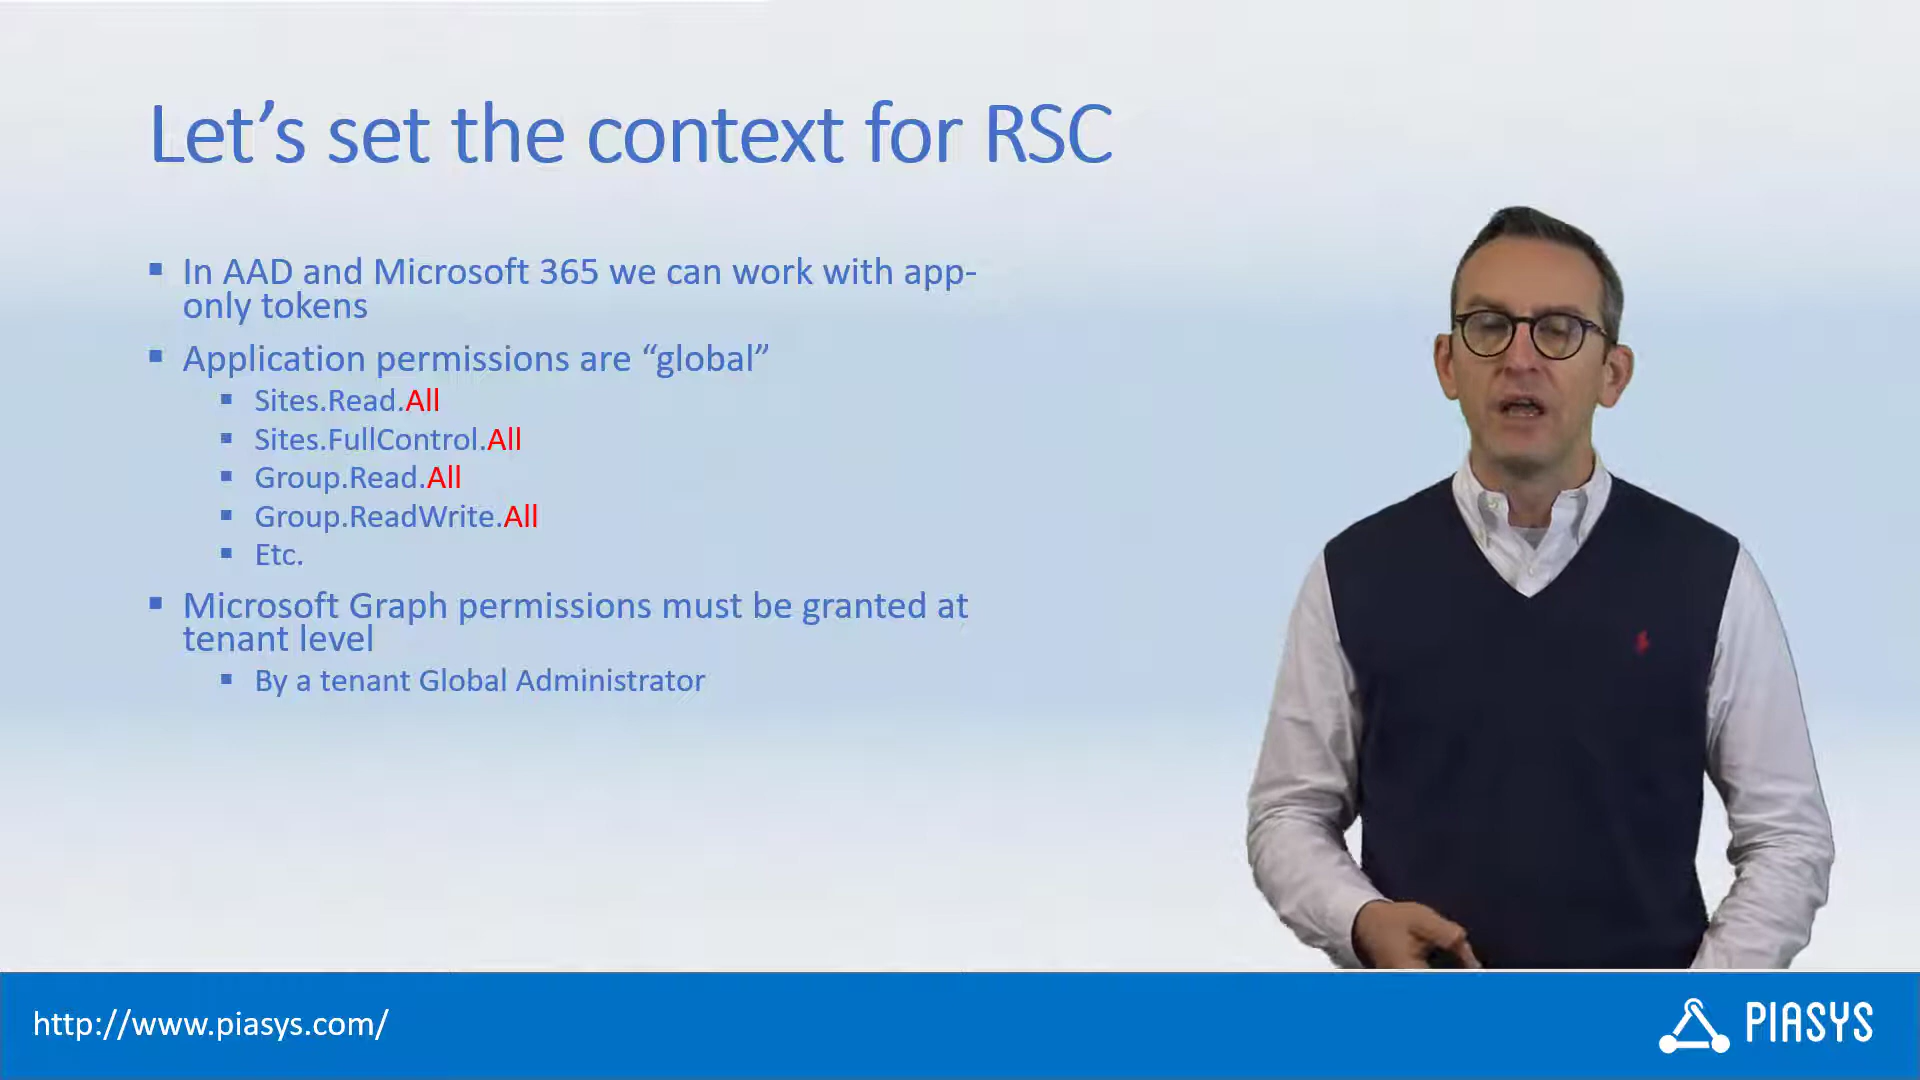 Let’s set the context for RSC
In AAD and Microsoft 365 we can work with app-
only tokens
Application permissions are “global”
Sites.Read.All
Sites.FullControl.All
Group.Read.All
Group.ReadWrite.All
Etc.
Microsoft Graph permissions must be granted at
tenant level
By a tenant Global Administrator
http://www.piasys.com/
PIASYS